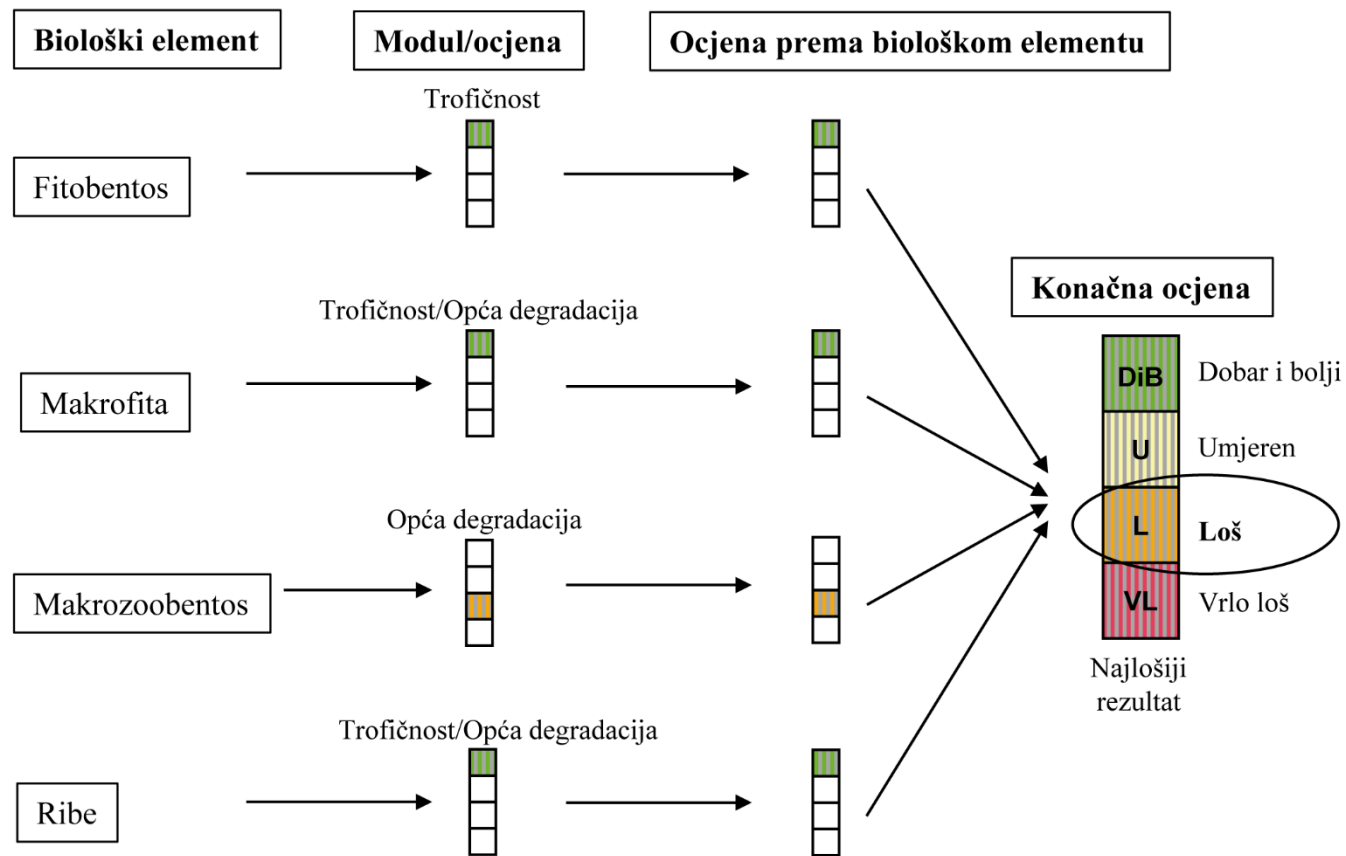 Biološki element
Modul/ocjena
Ocjena prema biološkom elementu
Trofičnost
Fitobentos
Konačna ocjena
Trofičnost/Opća degradacija
Makrofita
DiB
Dobar i bolji
U
Umjeren
Opća degradacija
L
Loš
Makrozoobentos
VL
Vrlo loš
Najlošiji
rezultat
Trofičnost/Opća degradacija
Ribe